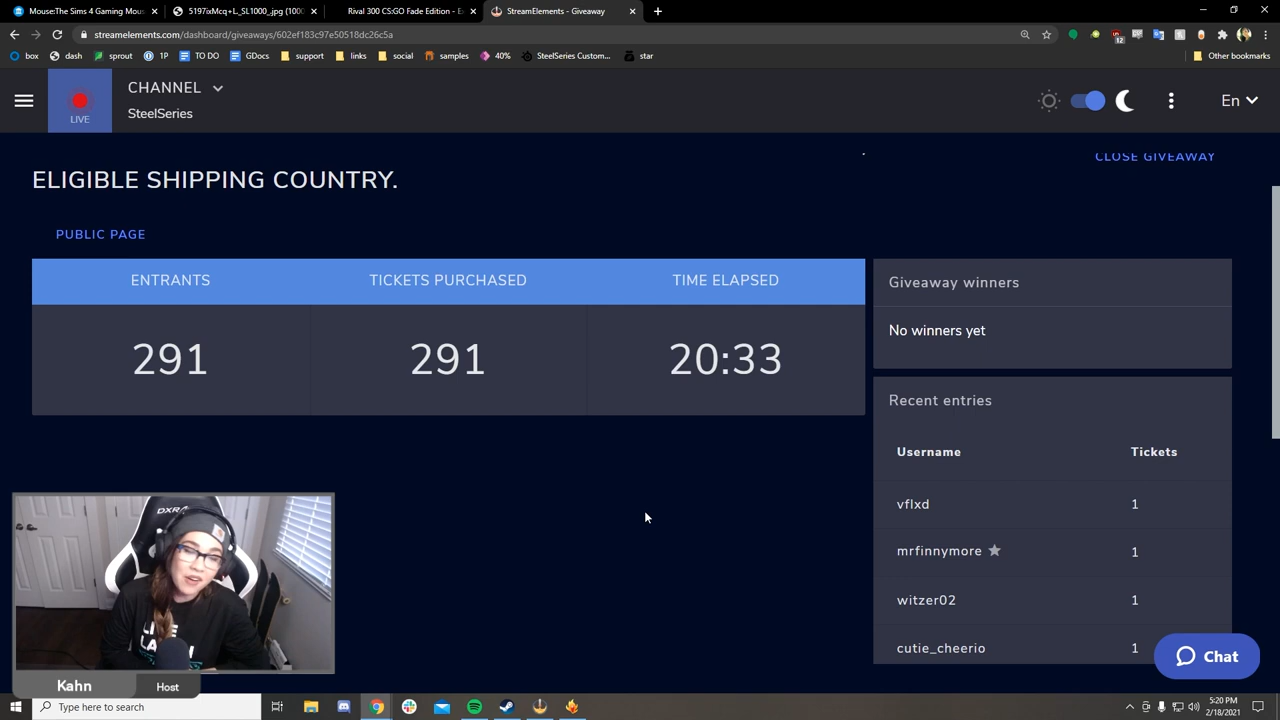 Mouse:The Sims 4 Gaming Mous
5197ixMcq+L_SL1000_.jpg (1000
Rival 300 CS:GO Fade Edition - E
StreamElements - Giveaway
streamelements.com/dashboard/giveaways/602ef183c97e50518dc26c5a
12
box
dash
sprout
1P
TO DO
GDocs
support
links
social
samples
40%
SteelSeries Custom...
star
Other bookmarks
LIVE
CHANNEL
SteelSeries
En
CLOSE GIVEAWAY
ELIGIBLE SHIPPING COUNTRY.
PUBLIC PAGE
ENTRANTS
TICKETS PURCHASED
TIME ELAPSED
291
291
20:33
Giveaway winners
No winners yet
Recent entries
Username
Tickets
vflxd
1
mrfinnymore
1
witzer02
1
cutie_cheerio
1
Chat
DXRA
Kahn
Host
Type here to search
5:20 PM
2/18/2021